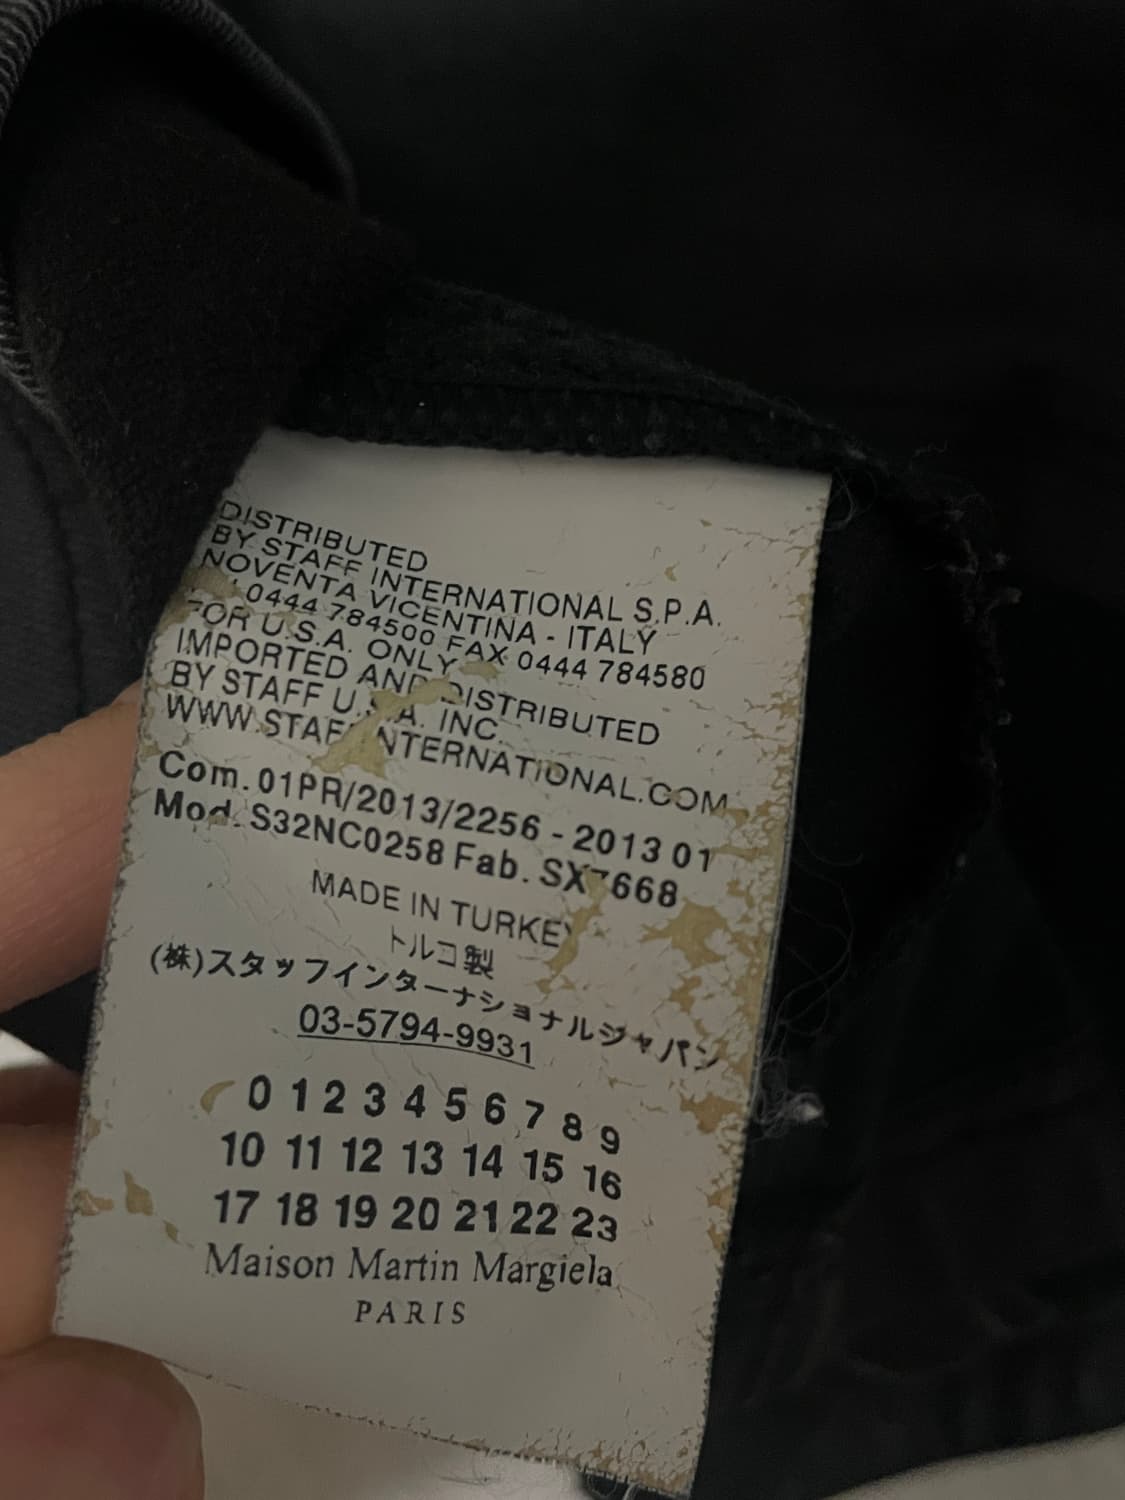 DISTRIBUTED
BY STAFF INTERNATIONAL S.P.A.
NOVENTA VICENTINA - ITALY
0444 784500 FAX 0444 784580
FOR U.S.A. ONLY
IMPORTED AND DISTRIBUTED
BY STAFF U.S.A. INC.
WWW.STAFFINTERNATIONAL.COM
Com. 01PR/2013/2256 - 2013 01
Mod. S32NC0258 Fab. SX7668
MADE IN TURKEY
トルコ製
(株)スタッフインターナショナルジャパン
03-5794-9931
0 1 2 3 4 5 6 7 8 9
10 11 12 13 14 15 16
17 18 19 20 21 22 23
Maison Martin Margiela
PARIS